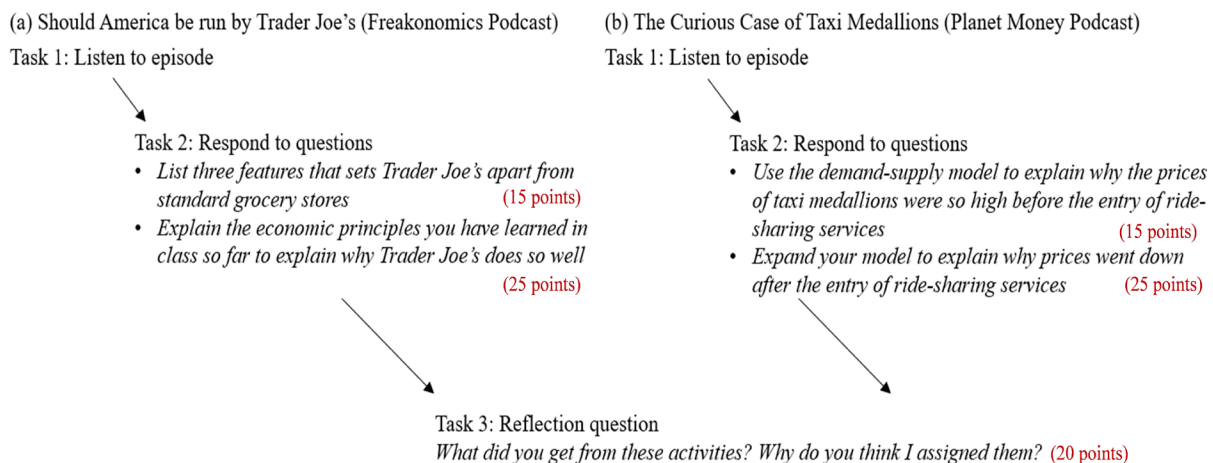 (a) Should America be run by Trader Joe's (Freakonomics Podcast)
Task 1: Listen to episode
Task 2: Respond to questions
• List three features that sets Trader Joe's apart from
standard grocery stores (15 points)
• Explain the economic principles you have learned in
class so far to explain why Trader Joe's does so well
(25 points)
(b) The Curious Case of Taxi Medallions (Planet Money Podcast)
Task 1: Listen to episode
Task 2: Respond to questions
• Use the demand-supply model to explain why the prices
of taxi medallions were so high before the entry of ride-
sharing services (15 points)
• Expand your model to explain why prices went down
after the entry of ride-sharing services (25 points)
Task 3: Reflection question
What did you get from these activities? Why do you think I assigned them? (20 points)